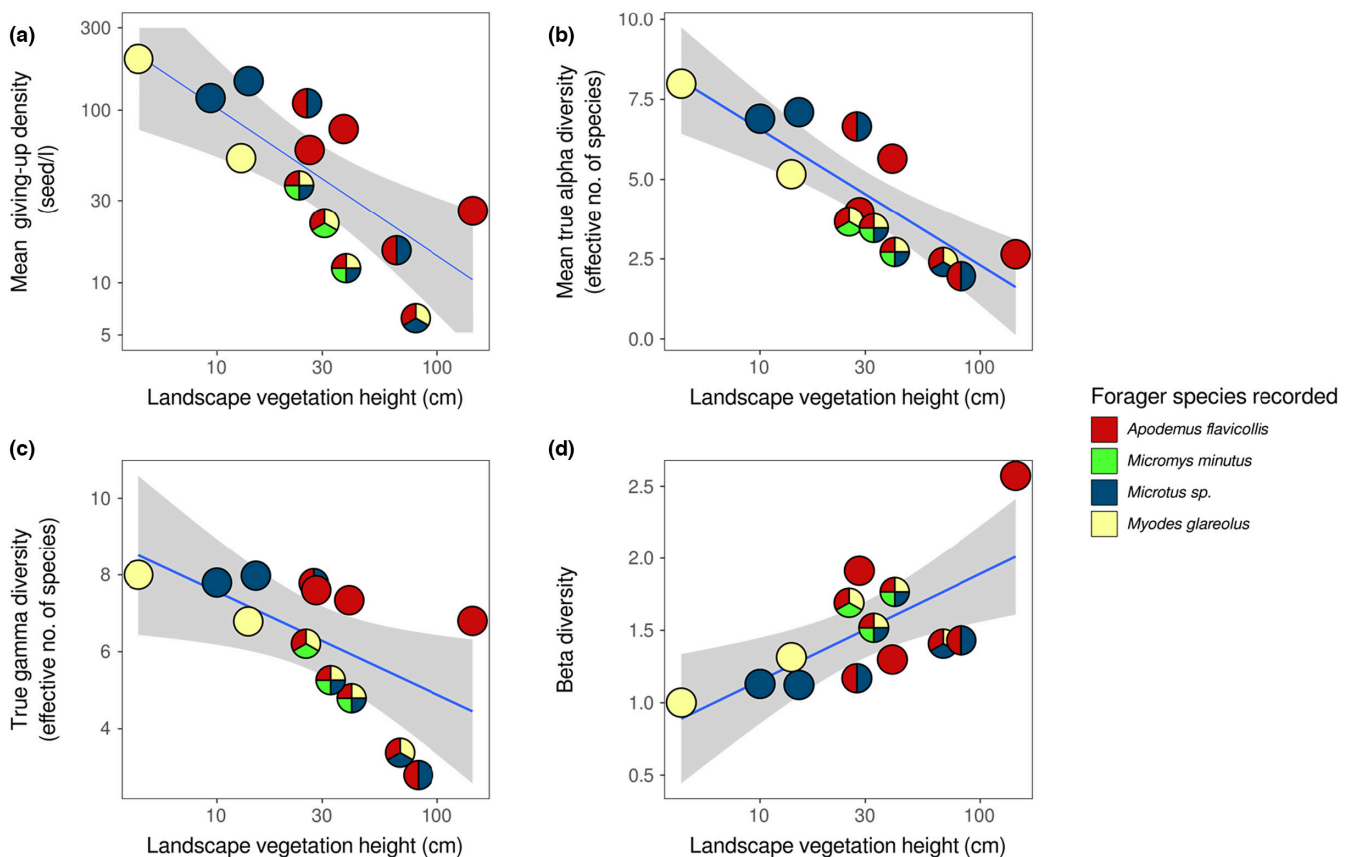 (a)
Mean giving-up density
(seed/l)
300
100
30
10
5
10
30
100
Landscape vegetation height (cm)
(b)
Mean true alpha diversity
(effective no. of species)
10.0
7.5
5.0
2.5
0.0
10
30
100
Landscape vegetation height (cm)
(c)
True gamma diversity
(effective no. of species)
10
8
6
4
10
30
100
Landscape vegetation height (cm)
(d)
Beta diversity
2.5
2.0
1.5
1.0
0.5
10
30
100
Landscape vegetation height (cm)
Forager species recorded
Apodemus flavicollis
Micromys minutus
Microtus sp.
Myodes glareolus